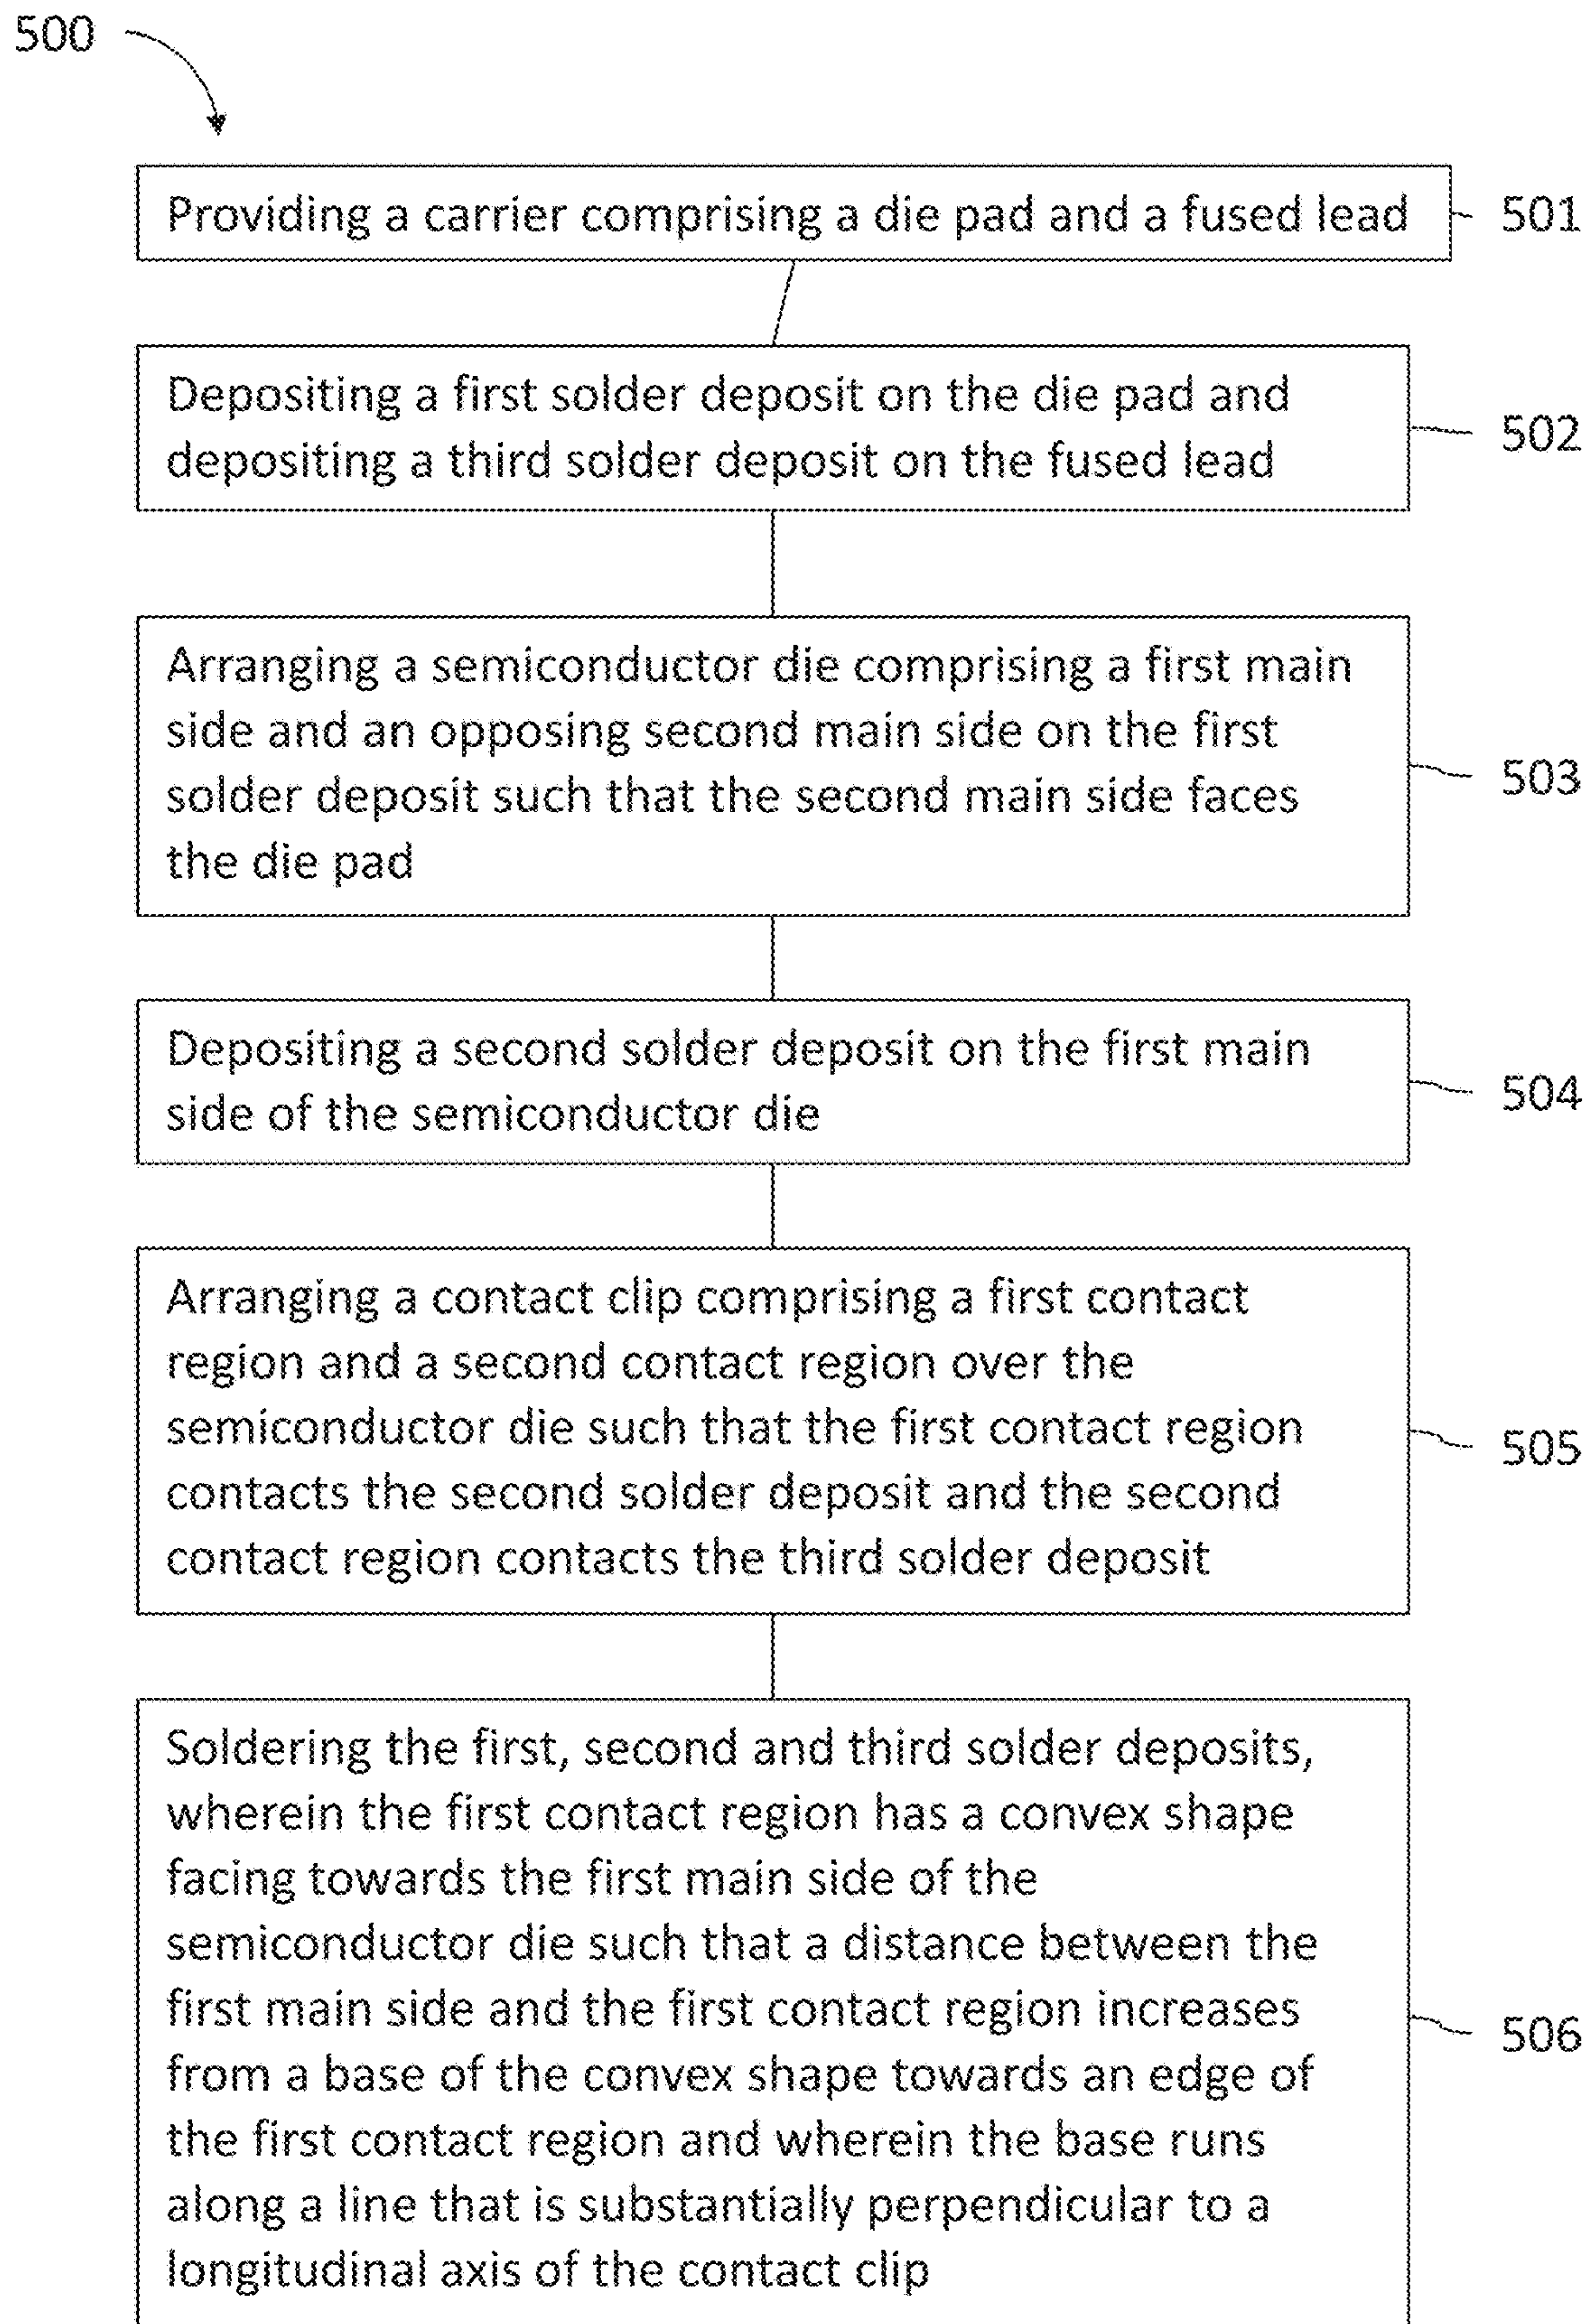 500
Providing a carrier comprising a die pad and a fused lead
501
Depositing a first solder deposit on the die pad and
depositing a third solder deposit on the fused lead
502
Arranging a semiconductor die comprising a first main
side and an opposing second main side on the first
solder deposit such that the second main side faces
the die pad
503
Depositing a second solder deposit on the first main
side of the semiconductor die
504
Arranging a contact clip comprising a first contact
region and a second contact region over the
semiconductor die such that the first contact region
contacts the second solder deposit and the second
contact region contacts the third solder deposit
505
Soldering the first, second and third solder deposits,
wherein the first contact region has a convex shape
facing towards the first main side of the
semiconductor die such that a distance between the
first main side and the first contact region increases
from a base of the convex shape towards an edge of
the first contact region and wherein the base runs
along a line that is substantially perpendicular to a
longitudinal axis of the contact clip
506